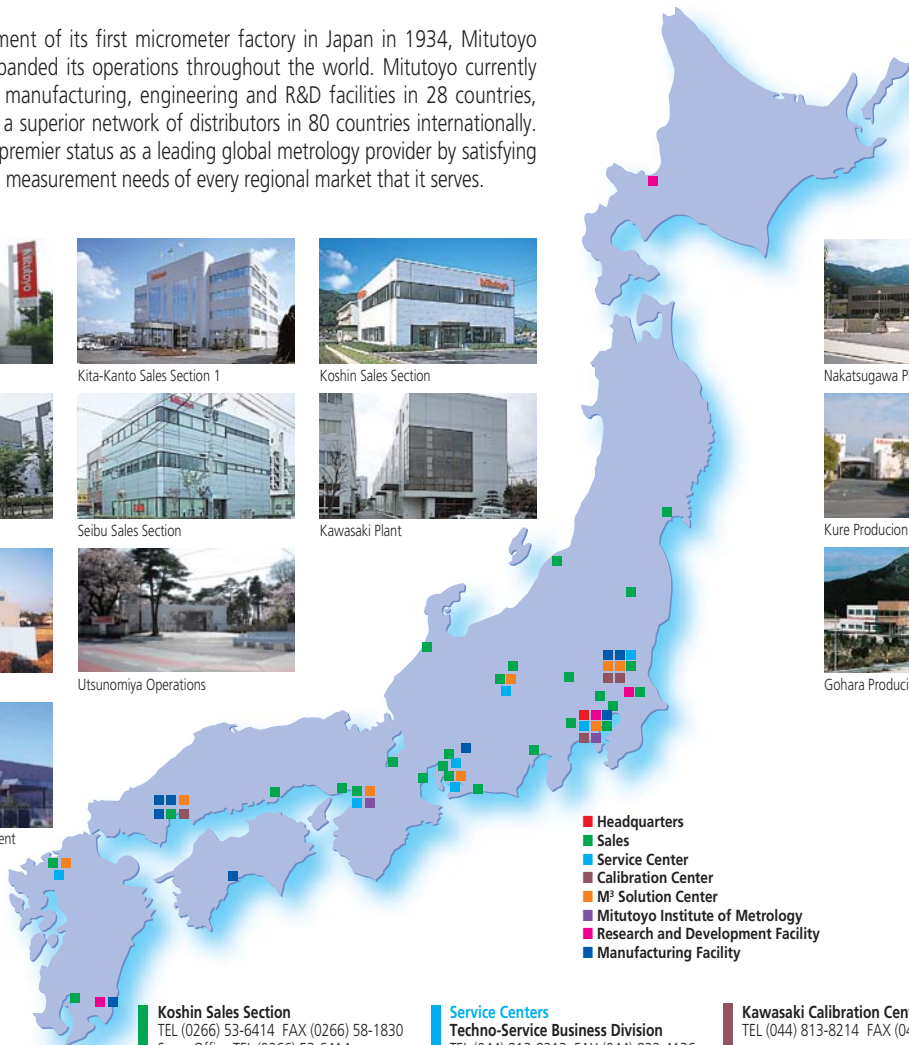 ment of its first micrometer factory in Japan in 1934, Mitutoyo
panded its operations throughout the world. Mitutoyo currently
manufacturing, engineering and R&D facilities in 28 countries,
a superior network of distributors in 80 countries internationally.
premier status as a leading global metrology provider by satisfying
measurement needs of every regional market that it serves.
Mitutoyo
Kita-Kanto Sales Section 1
Mitutoyo
Koshin Sales Section
Nakatsugawa P
Seibu Sales Section
Kawasaki Plant
Kure Producion
Utsunomiya Operations
Gohara Produci
ent
Headquarters
Sales
Service Center
Calibration Center
M³ Solution Center
Mitutoyo Institute of Metrology
Research and Development Facility
Manufacturing Facility
Koshin Sales Section
TEL (0266) 53-6414 FAX (0266) 58-1830
Service Centers
Techno-Service Business Division
Kawasaki Calibration Cen
TEL (044) 813-8214 FAX (04